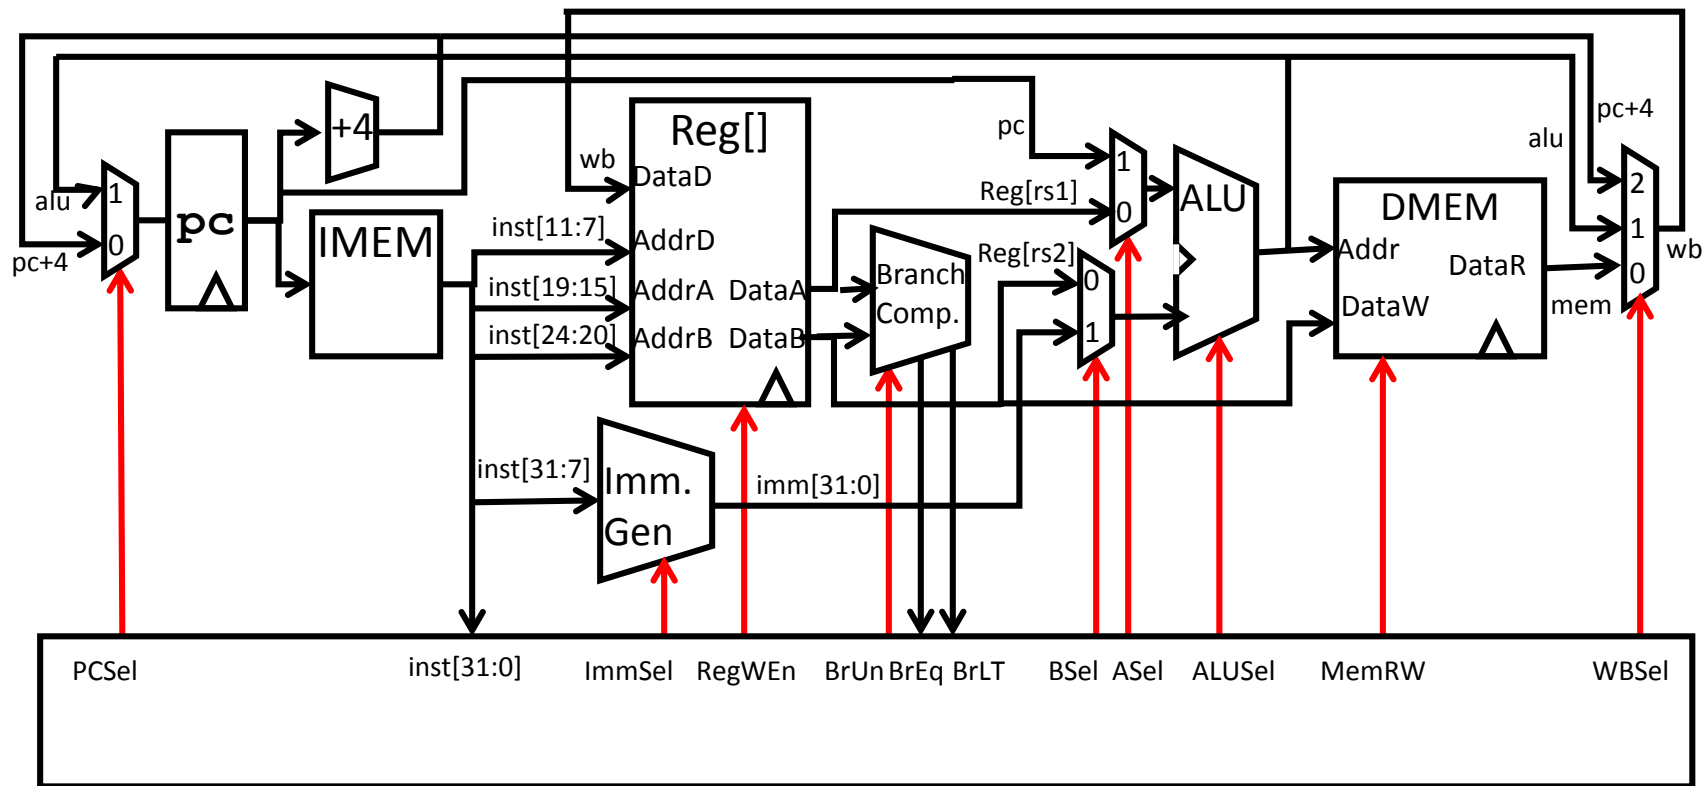 pc+4
+4
Reg[]
pc
alu
wb
DataD
1
ALU
2
alu
1
Reg[rs1]
0
DMEM
1
pc
IMEM
inst[11:7]
AddrD
Reg[rs2]
Addr
DataR
wb
0
pc+4
inst[19:15]
AddrA
DataA
Branch
Comp.
0
DataW
mem
0
inst[24:20]
AddrB
DataB
1
inst[31:7]
Imm.
Gen
imm[31:0]
PCSel
inst[31:0]
ImmSel
RegWEn
BrUn
BrEq
BrLT
BSel
ASel
ALUSel
MemRW
WBSel